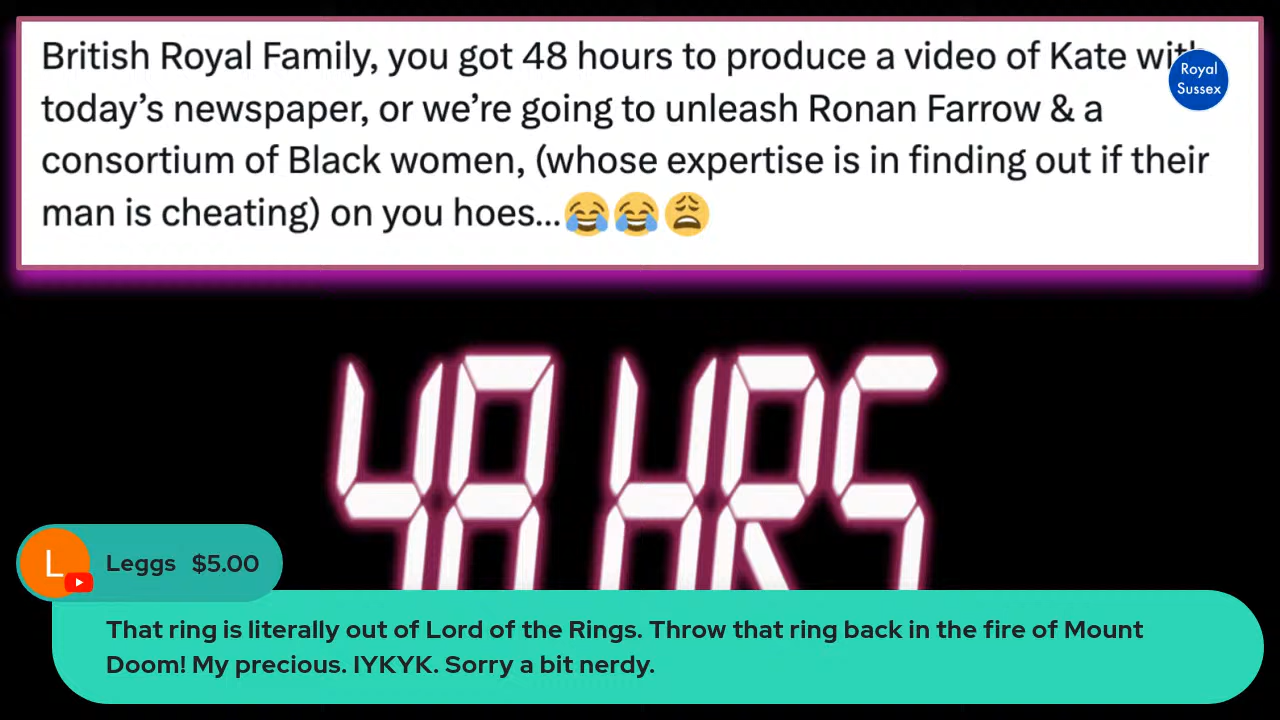 British Royal Family, you got 48 hours to produce a video of Kate with
today’s newspaper, or we’re going to unleash Ronan Farrow & a
consortium of Black women, (whose expertise is in finding out if their
man is cheating) on you hoes...😂😂😩
Royal
Sussex
48 HRS
Leggs $5.00
That ring is literally out of Lord of the Rings. Throw that ring back in the fire of Mount
Doom! My precious. IYKYK. Sorry a bit nerdy.